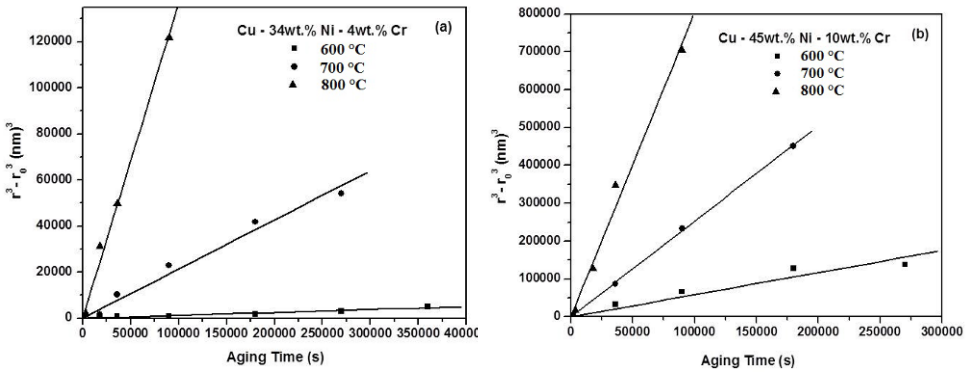 (a)
Cu - 34wt.% Ni - 4wt.% Cr
600 °C
700 °C
800 °C
120000
100000
80000
60000
40000
20000
0
r³ - r₀³ (nm)³
0 50000 100000 150000 200000 250000 300000 350000 40000
Aging Time (s)
(b)
Cu - 45wt.% Ni - 10wt.% Cr
600 °C
700 °C
800 °C
800000
700000
600000
500000
400000
300000
200000
100000
0
r³ - r₀³ (nm)³
0 50000 100000 150000 200000 250000 300000
Aging Time (s)